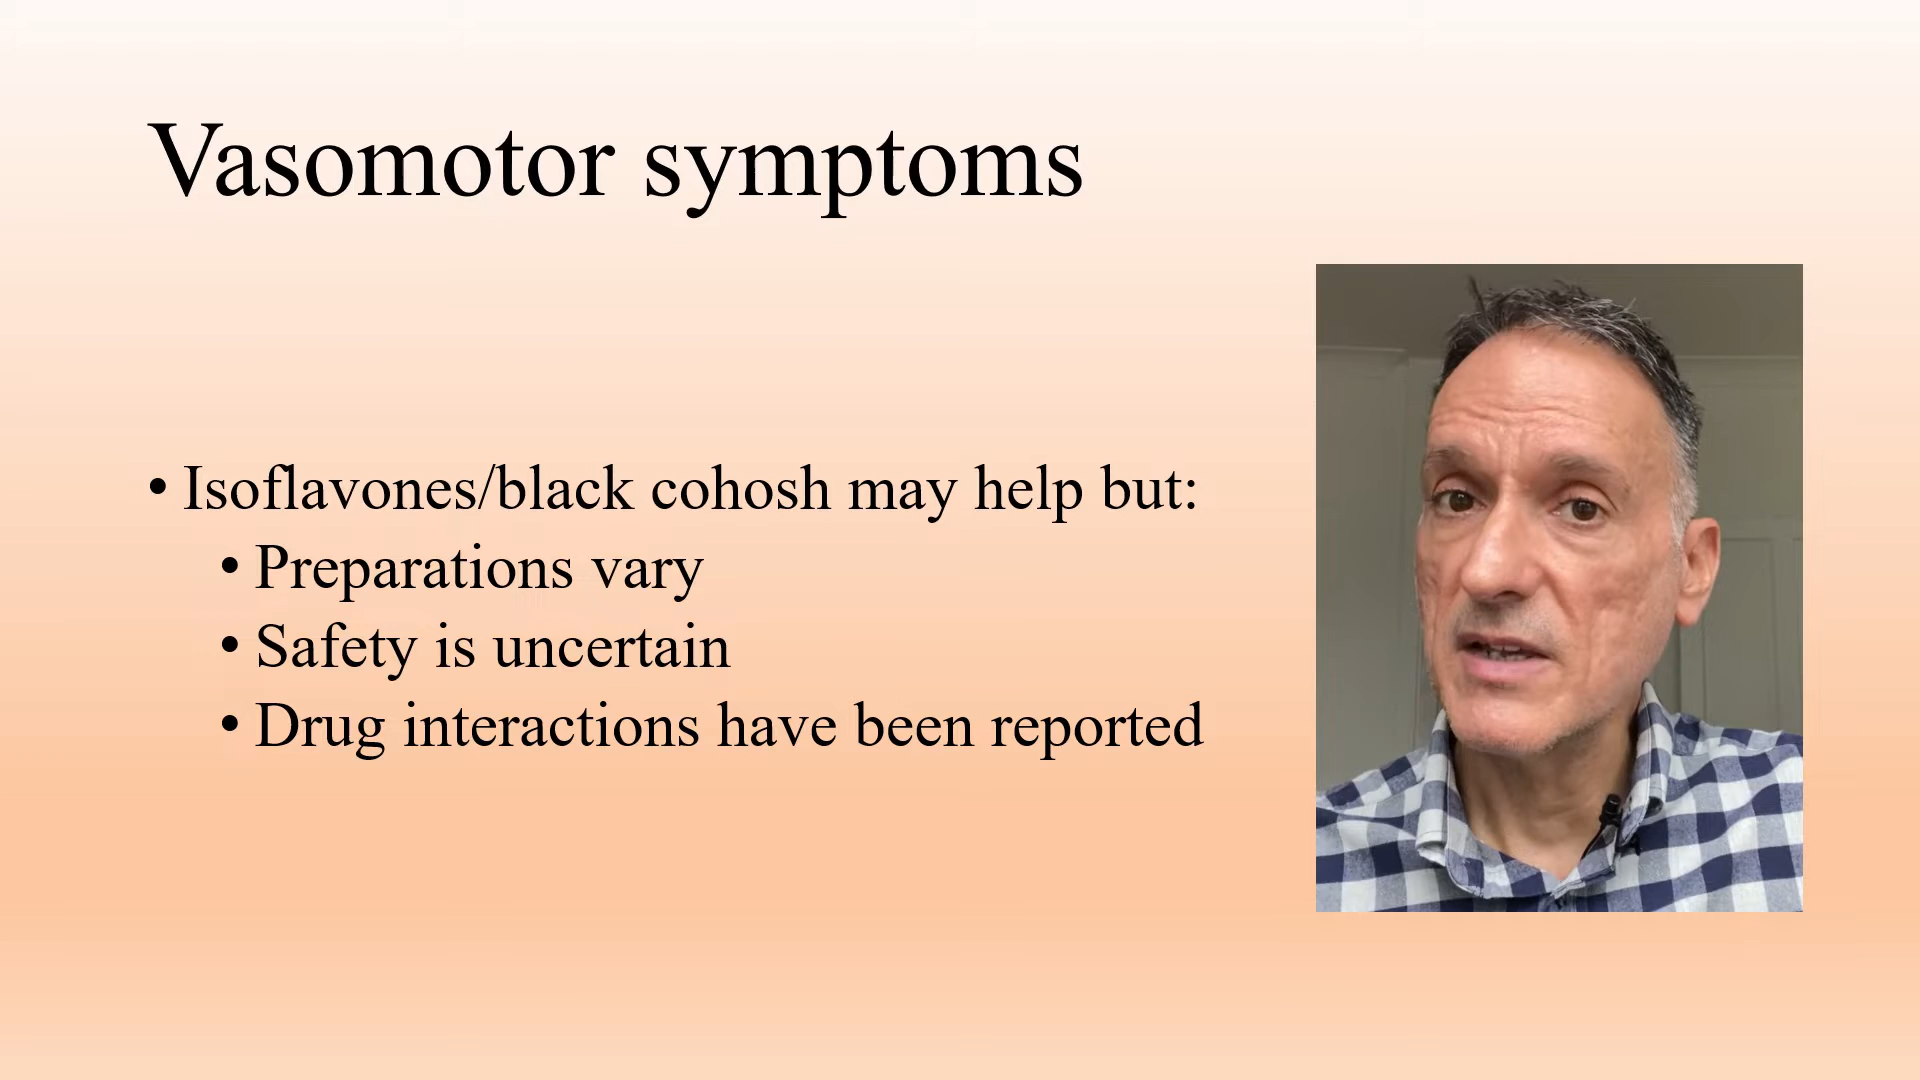 Vasomotor symptoms
• Isoflavones/black cohosh may help but:
• Preparations vary
• Safety is uncertain
• Drug interactions have been reported